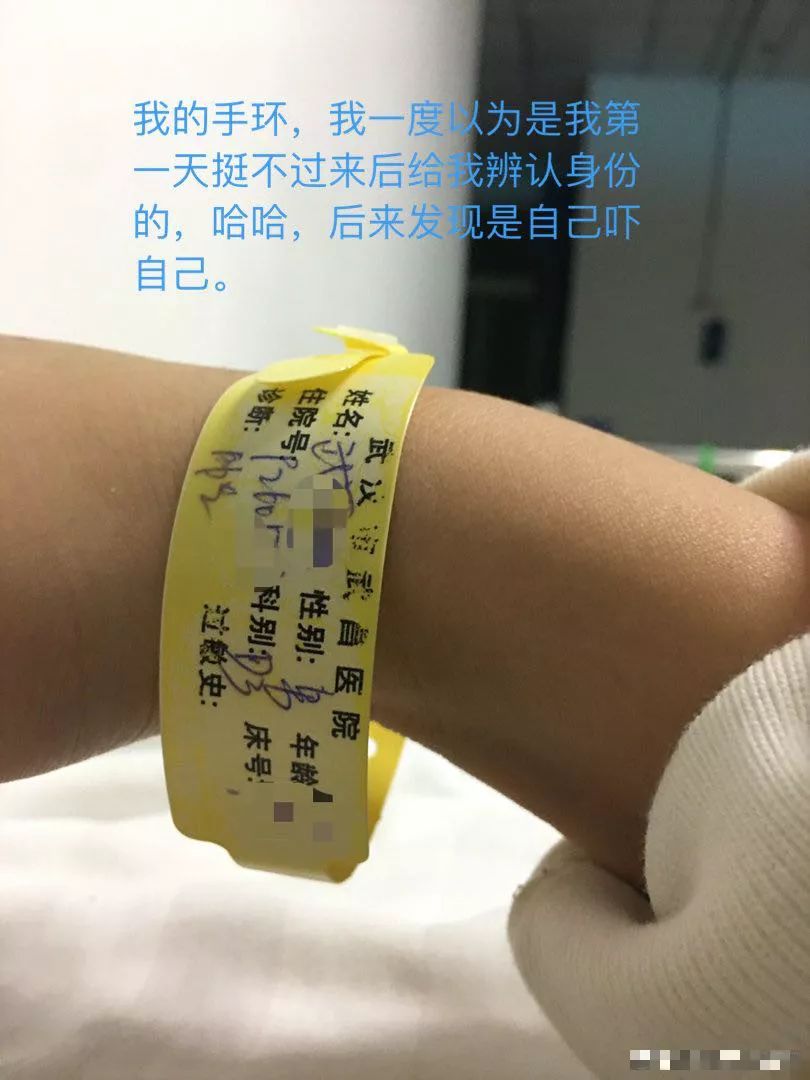 我的手环，我一度以为是我第
一天挺不过来后给我辨认身份
的，哈哈，后来发现是自己吓
自己。
武汉市武昌医院
姓名: 性别: 年龄
住院号: 科别: 床号:
诊断: 过敏史: